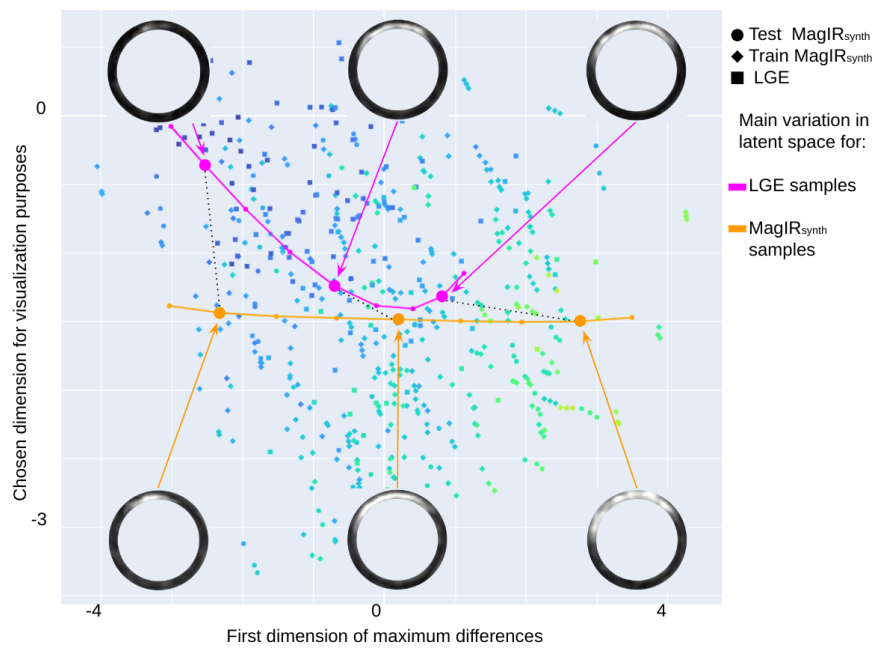 Test MagIRsynth
Train MagIRsynth
LGE
Main variation in
latent space for:
LGE samples
MagIRsynth
samples
0
-3
Chosen dimension for visualization purposes
-4
0
4
First dimension of maximum differences